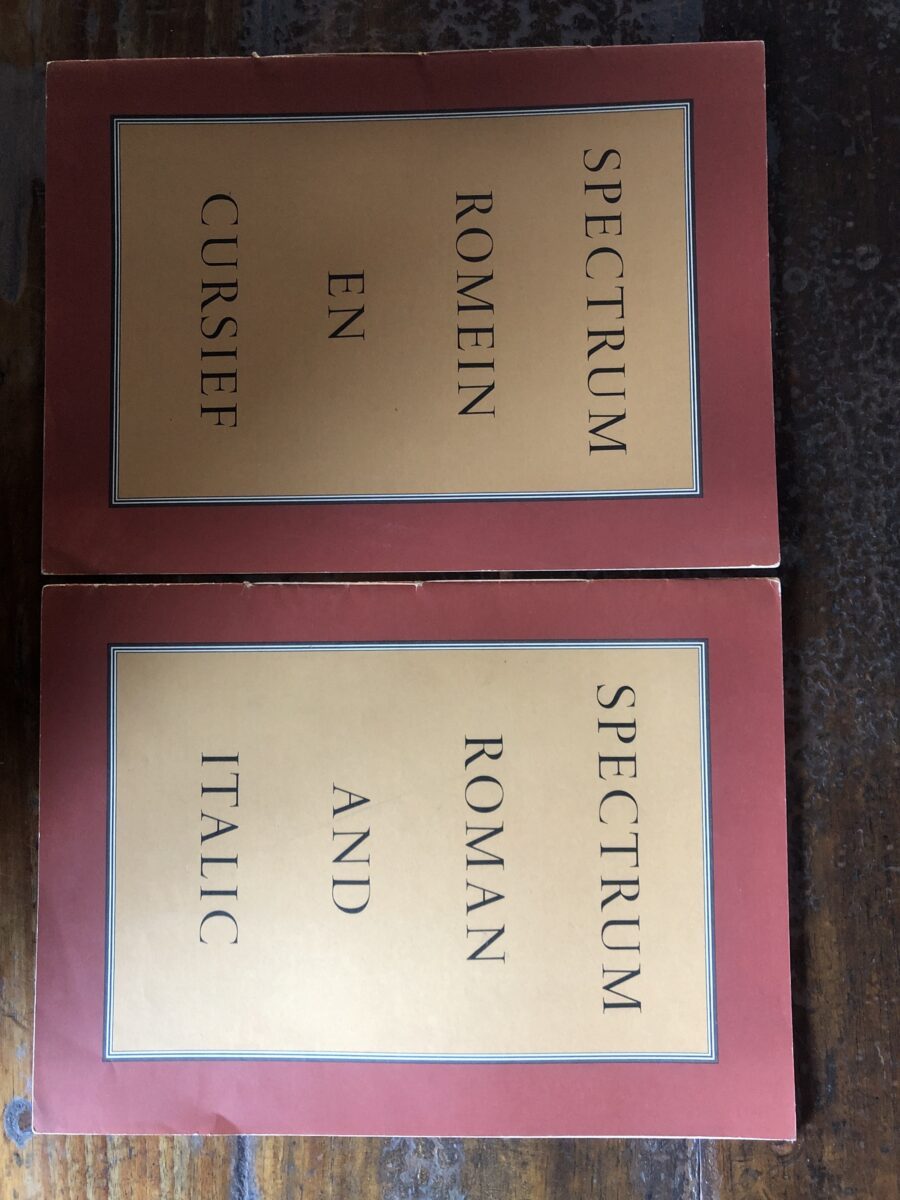 SPECTRUM
ROMEIN
EN
CURSIEF
SPECTRUM
ROMAN
AND
ITALIC